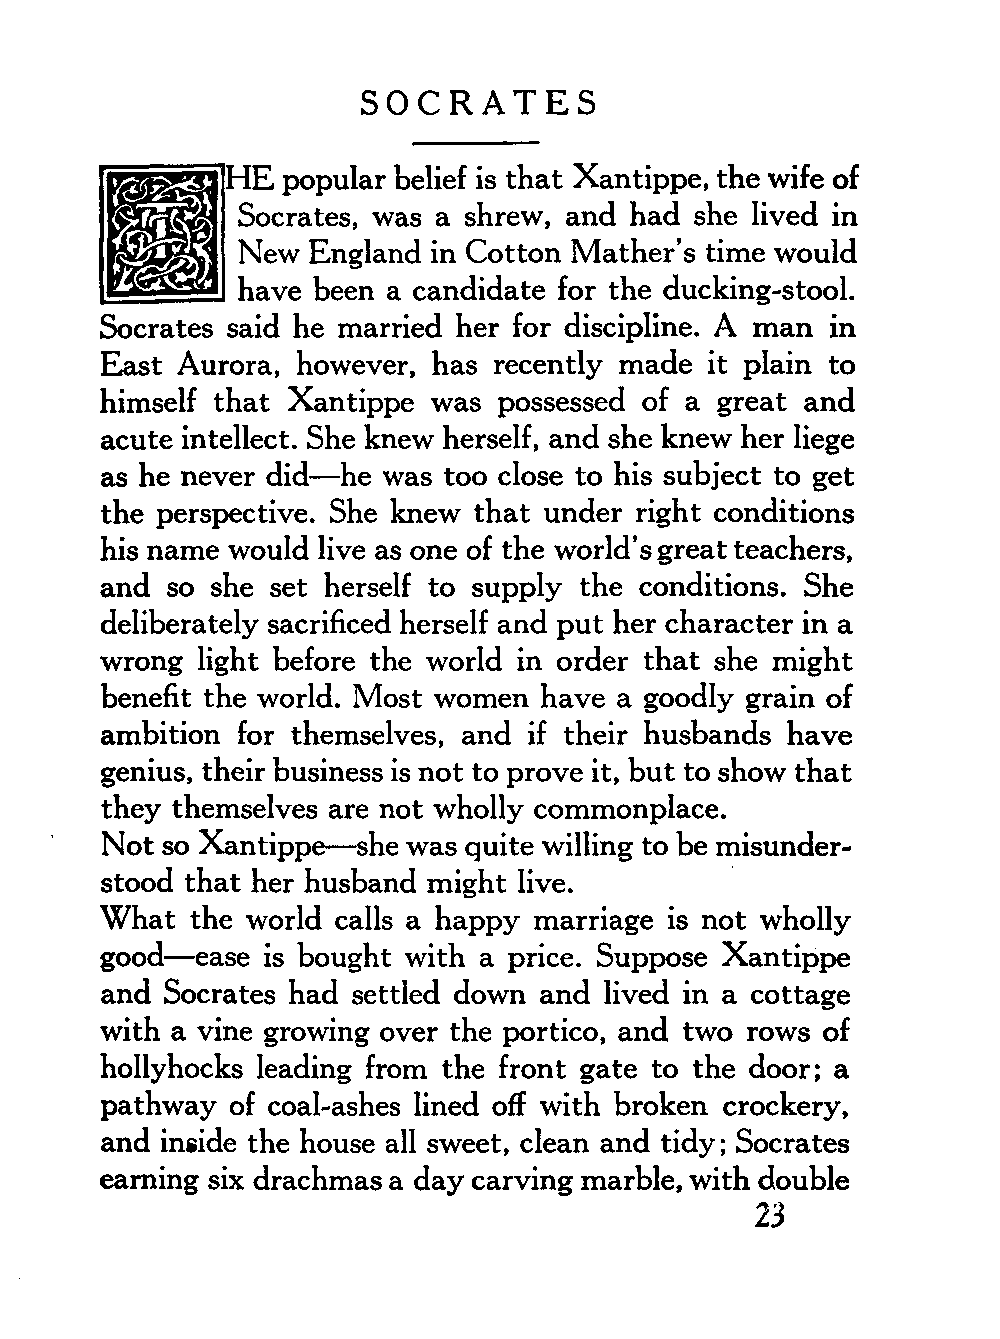 SOCRATES
THE popular belief is that Xantippe, the wife of
Socrates, was a shrew, and had she lived in
New England in Cotton Mather's time would
have been a candidate for the ducking-stool.
Socrates said he married her for discipline. A man in
East Aurora, however, has recently made it plain to
himself that Xantippe was possessed of a great and
acute intellect. She knew herself, and she knew her liege
as he never did—he was too close to his subject to get
the perspective. She knew that under right conditions
his name would live as one of the world's great teachers,
and so she set herself to supply the conditions. She
deliberately sacrificed herself and put her character in a
wrong light before the world in order that she might
benefit the world. Most women have a goodly grain of
ambition for themselves, and if their husbands have
genius, their business is not to prove it, but to show that
they themselves are not wholly commonplace.
Not so Xantippe—she was quite willing to be misunder-
stood that her husband might live.
What the world calls a happy marriage is not wholly
good—ease is bought with a price. Suppose Xantippe
and Socrates had settled down and lived in a cottage
with a vine growing over the portico, and two rows of
hollyhocks leading from the front gate to the door; a
pathway of coal-ashes lined off with broken crockery,
and inside the house all sweet, clean and tidy; Socrates
earning six drachmas a day carving marble, with double
23